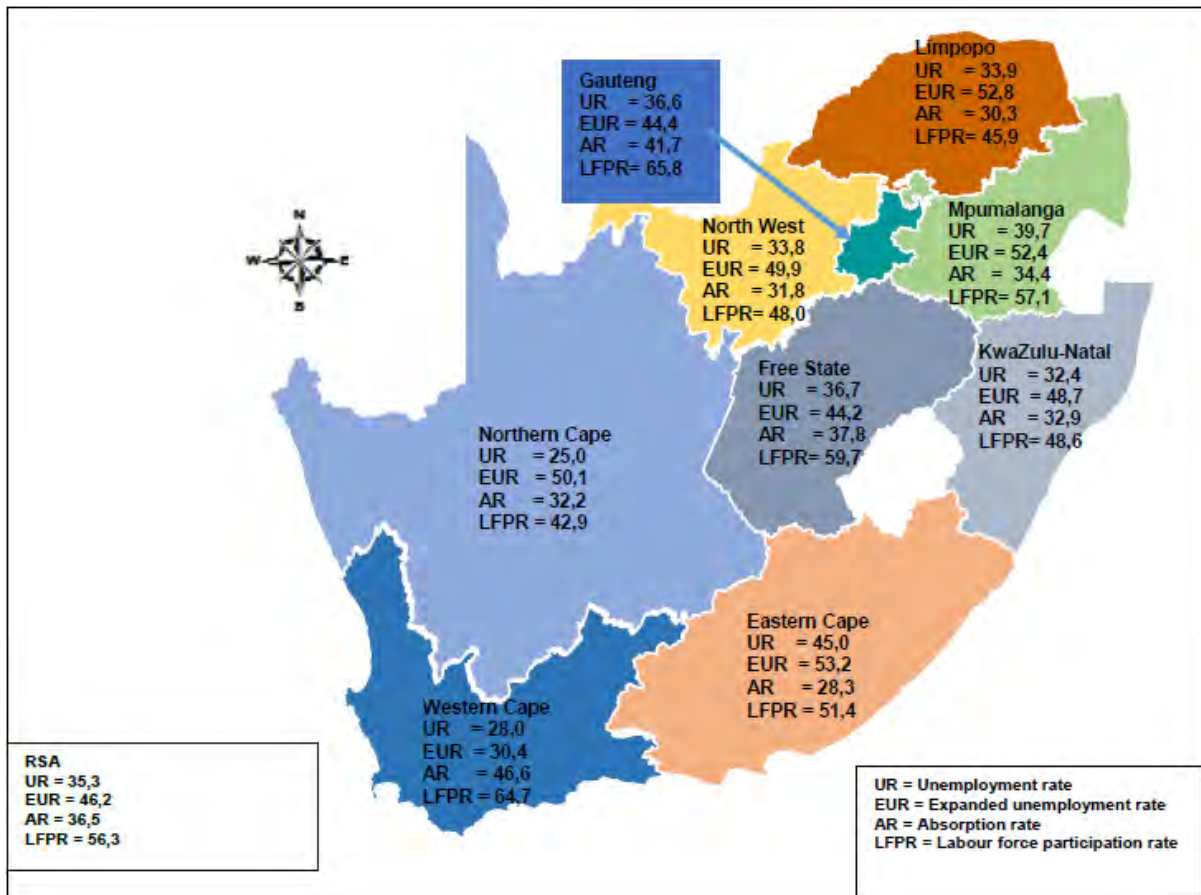 Limpopo
UR = 33,9
EUR = 52,8
AR = 30,3
LFPR= 45,9
Gauteng
UR = 36,6
EUR = 44,4
AR = 41,7
LFPR= 65,8
Mpumalanga
UR = 39,7
EUR = 52,4
AR = 34,4
LFPR= 57,1
North West
UR = 33,8
EUR = 49,9
AR = 31,8
LFPR= 48,0
N
W E
S
KwaZulu-Natal
UR = 32,4
EUR = 48,7
AR = 32,9
LFPR= 48,6
Free State
UR = 36,7
EUR = 44,2
AR = 37,8
LFPR= 59,7
Northern Cape
UR = 25,0
EUR = 50,1
AR = 32,2
LFPR = 42,9
Eastern Cape
UR = 45,0
EUR = 53,2
AR = 28,3
LFPR = 51,4
Western Cape
UR = 28,0
EUR = 30,4
AR = 46,6
LFPR = 64,7
RSA
UR = 35,3
EUR = 46,2
AR = 36,5
LFPR = 56,3
UR = Unemployment rate
EUR = Expanded unemployment rate
AR = Absorption rate
LFPR = Labour force participation rate